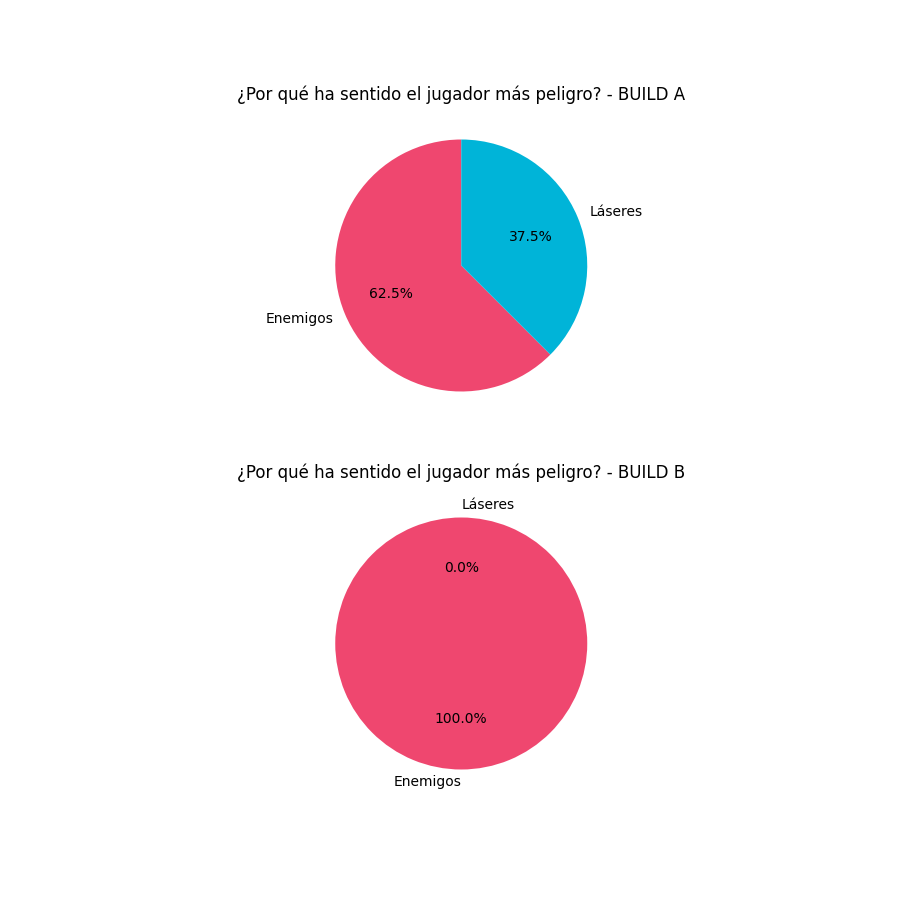 ¿Por qué ha sentido el jugador más peligro? - BUILD A
Láseres
37.5%
62.5%
Enemigos
¿Por qué ha sentido el jugador más peligro? - BUILD B
Láseres
0.0%
100.0%
Enemigos